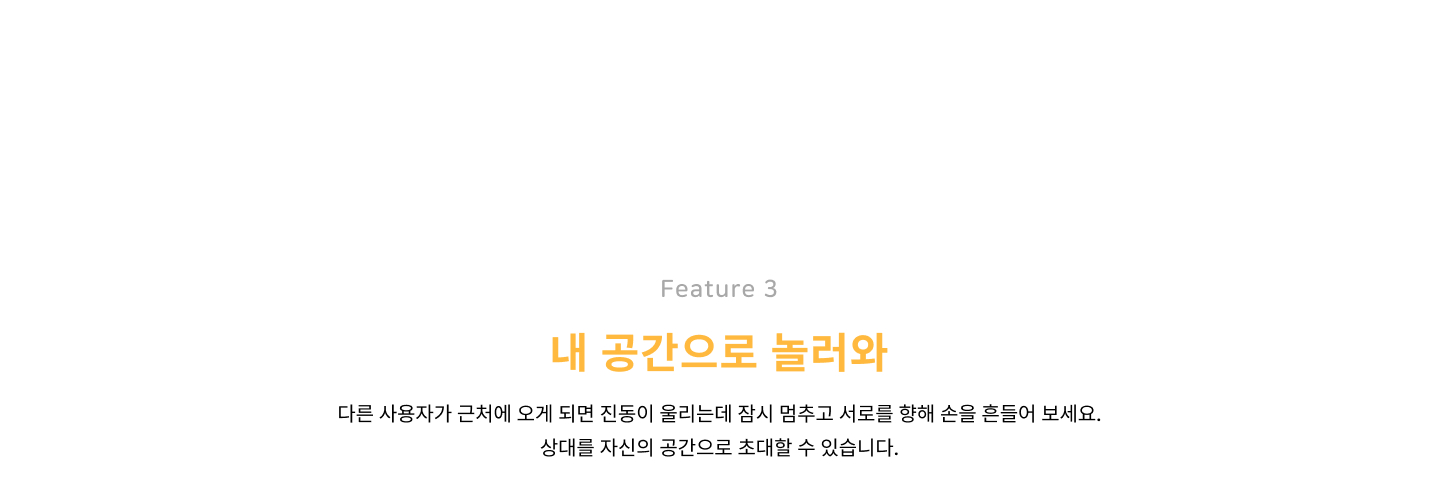 Feature 3
내 공간으로 놀러와
다른 사용자가 근처에 오게 되면 진동이 울리는데 잠시 멈추고 서로를 향해 손을 흔들어 보세요.
상대를 자신의 공간으로 초대할 수 있습니다.